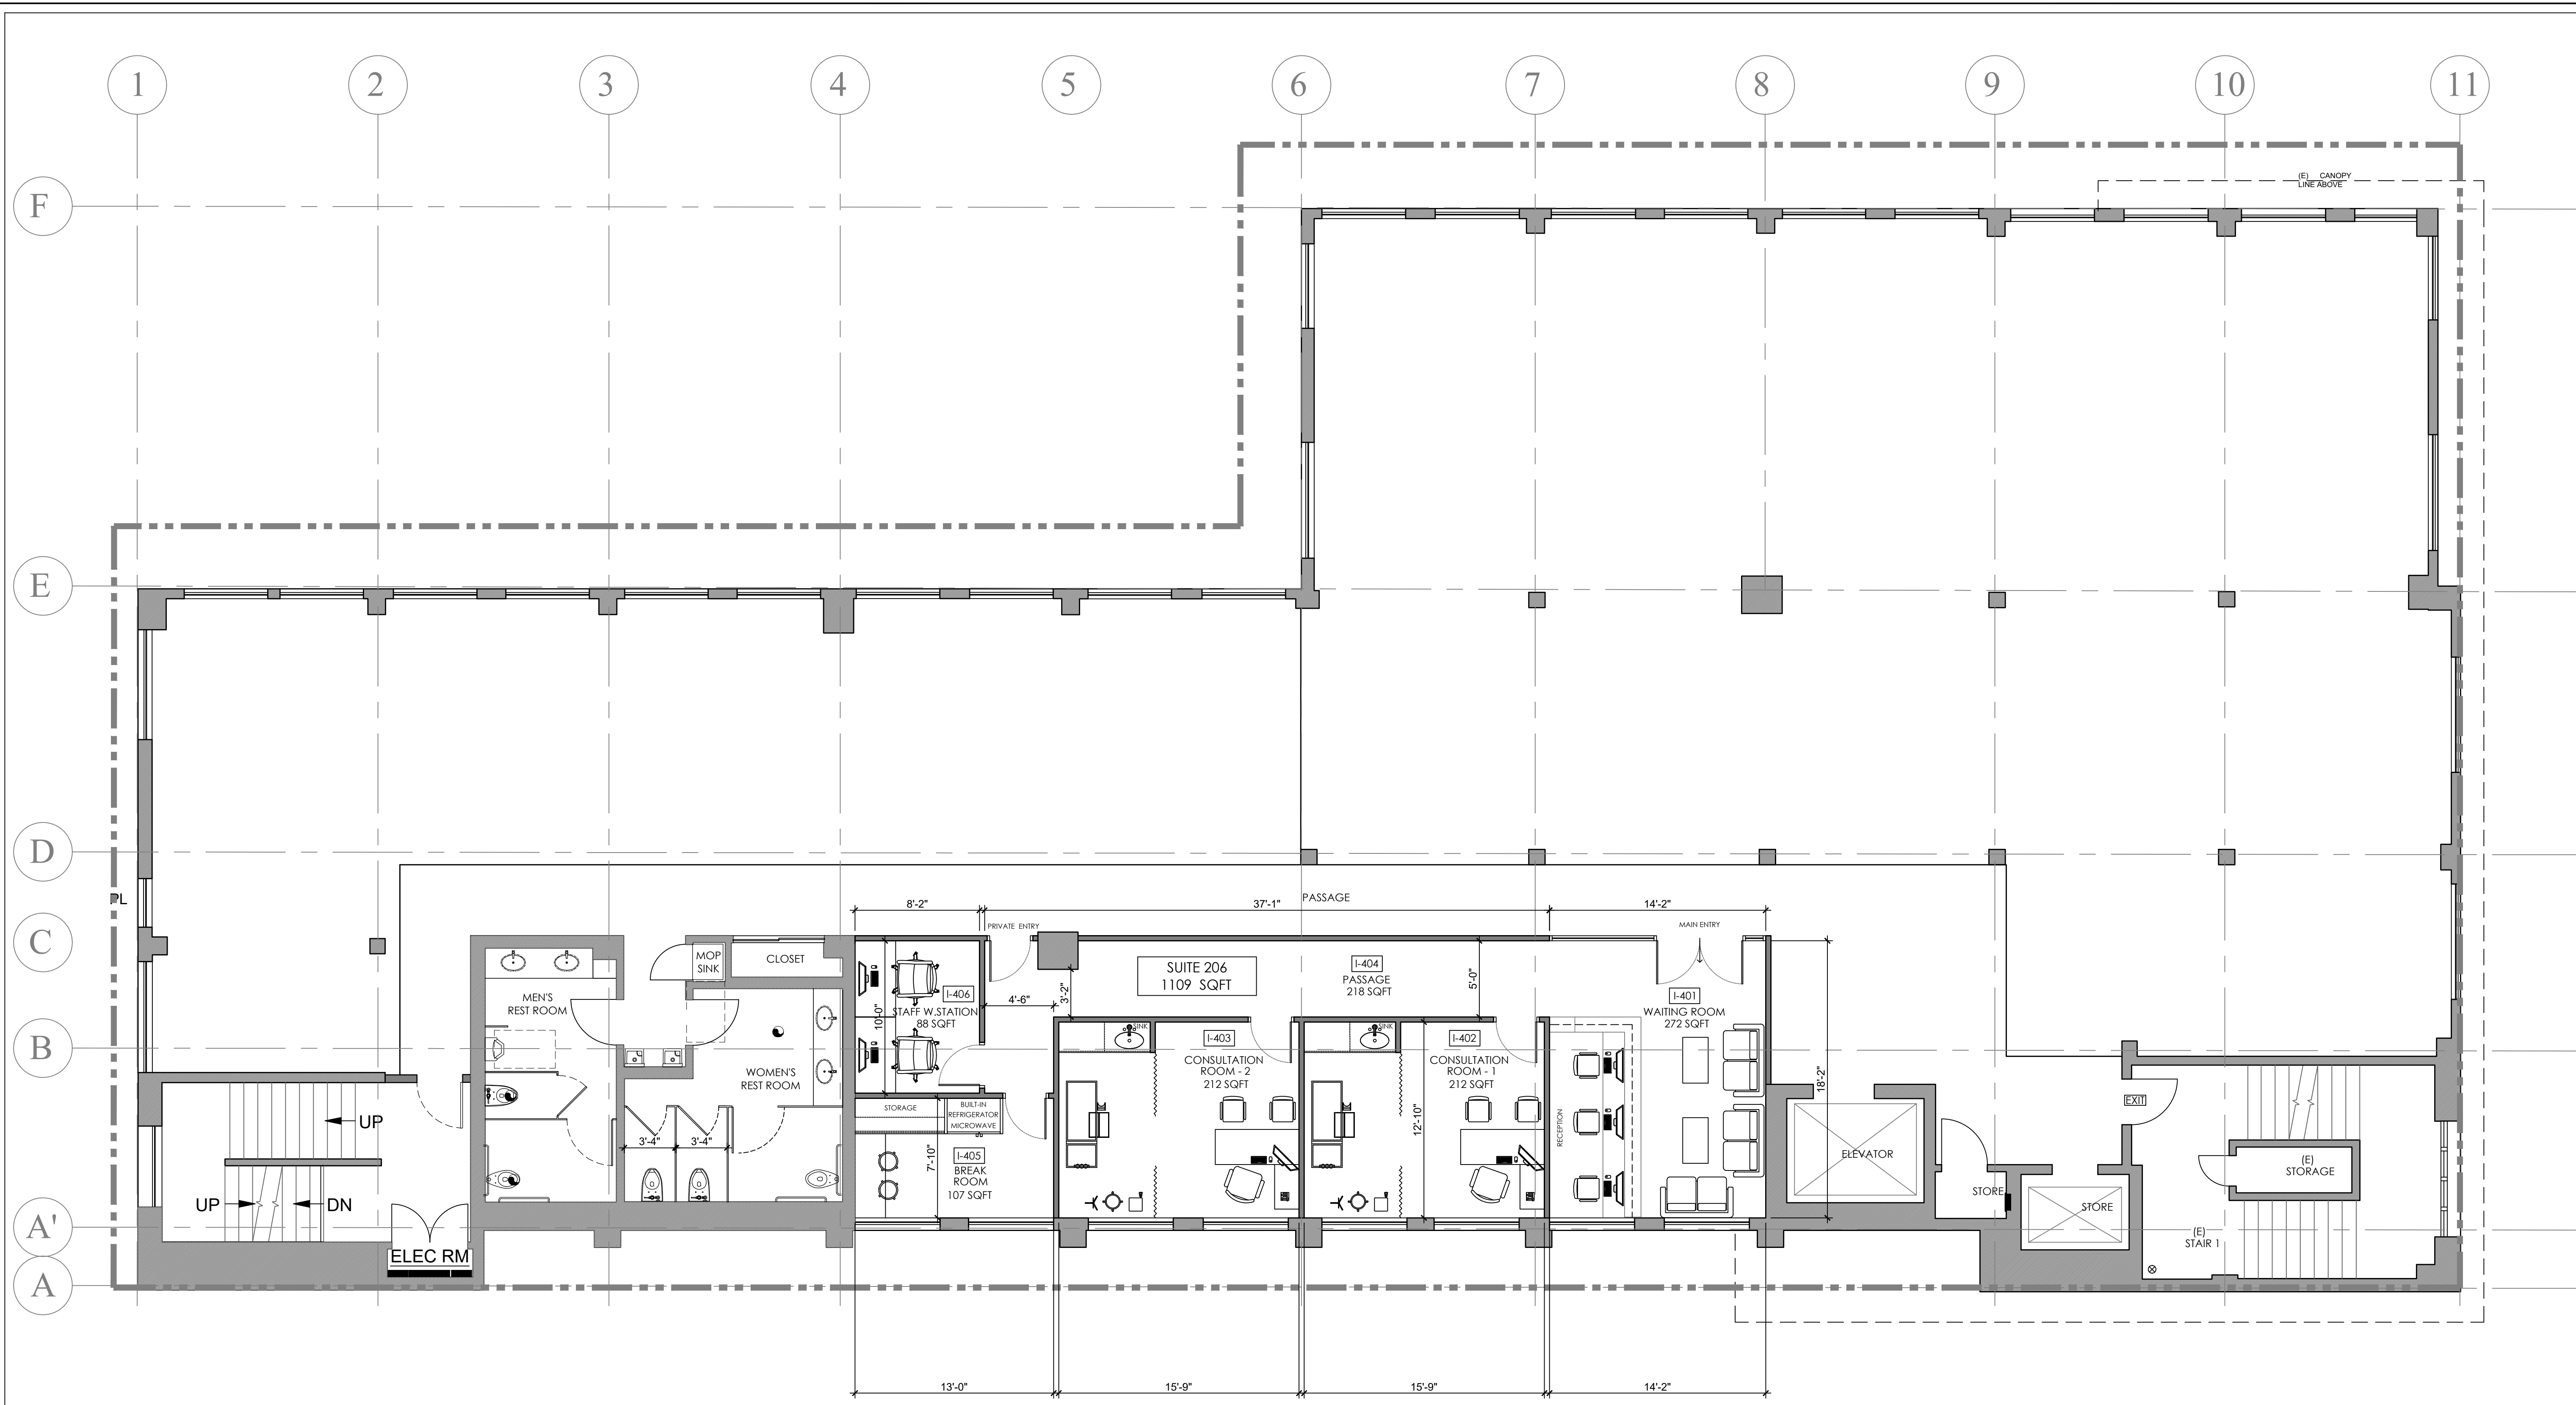 1
2
3
4
5
6
7
8
9
10
11
(E) CANOPY
LINE ABOVE
F
E
D
PL
C
PASSAGE
8'-2"
37'-1"
14'-2"
PRIVATE ENTRY
MAIN ENTRY
MOP
SINK
CLOSET
SUITE 206
1109 SQFT
I-404
PASSAGE
218 SQFT
5'-0"
3'-2"
4'-6"
MEN'S
REST ROOM
I-406
STAFF W.STATION
88 SQFT
10'-0"
I-401
WAITING ROOM
272 SQFT
B
SINK
I-403
CONSULTATION
ROOM - 2
212 SQFT
SINK
I-402
CONSULTATION
ROOM - 1
212 SQFT
WOMEN'S
REST ROOM
18'-2"
EXIT
STORAGE
BUILT-IN
REFRIGERATOR
MICROWAVE
UP
3'-4"
3'-4"
12'-10"
RECEPTION
ELEVATOR
7'-10"
I-405
BREAK
ROOM
107 SQFT
(E)
STORAGE
STORE
UP
DN
STORE
A'
(E)
STAIR 1
ELEC RM
A
13'-0"
15'-9"
15'-9"
14'-2"